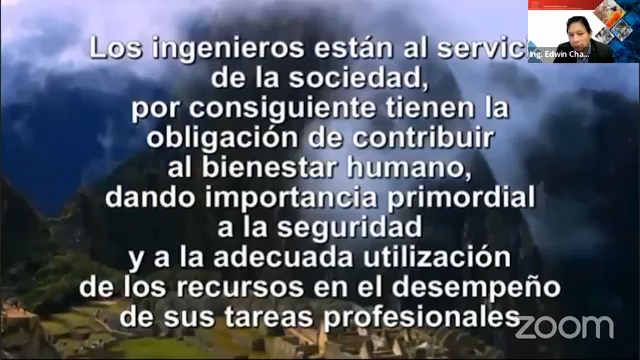 Los ingenieros están al servici
de la sociedad,
por consiguiente tienen la
obligación de contribuir
al bienestar humano,
dando importancia primordial
a la seguridad
y a la adecuada utilización
de los recursos en el desempeño
de sus tareas profesionales
Ing. Edwin Cha...
zoom